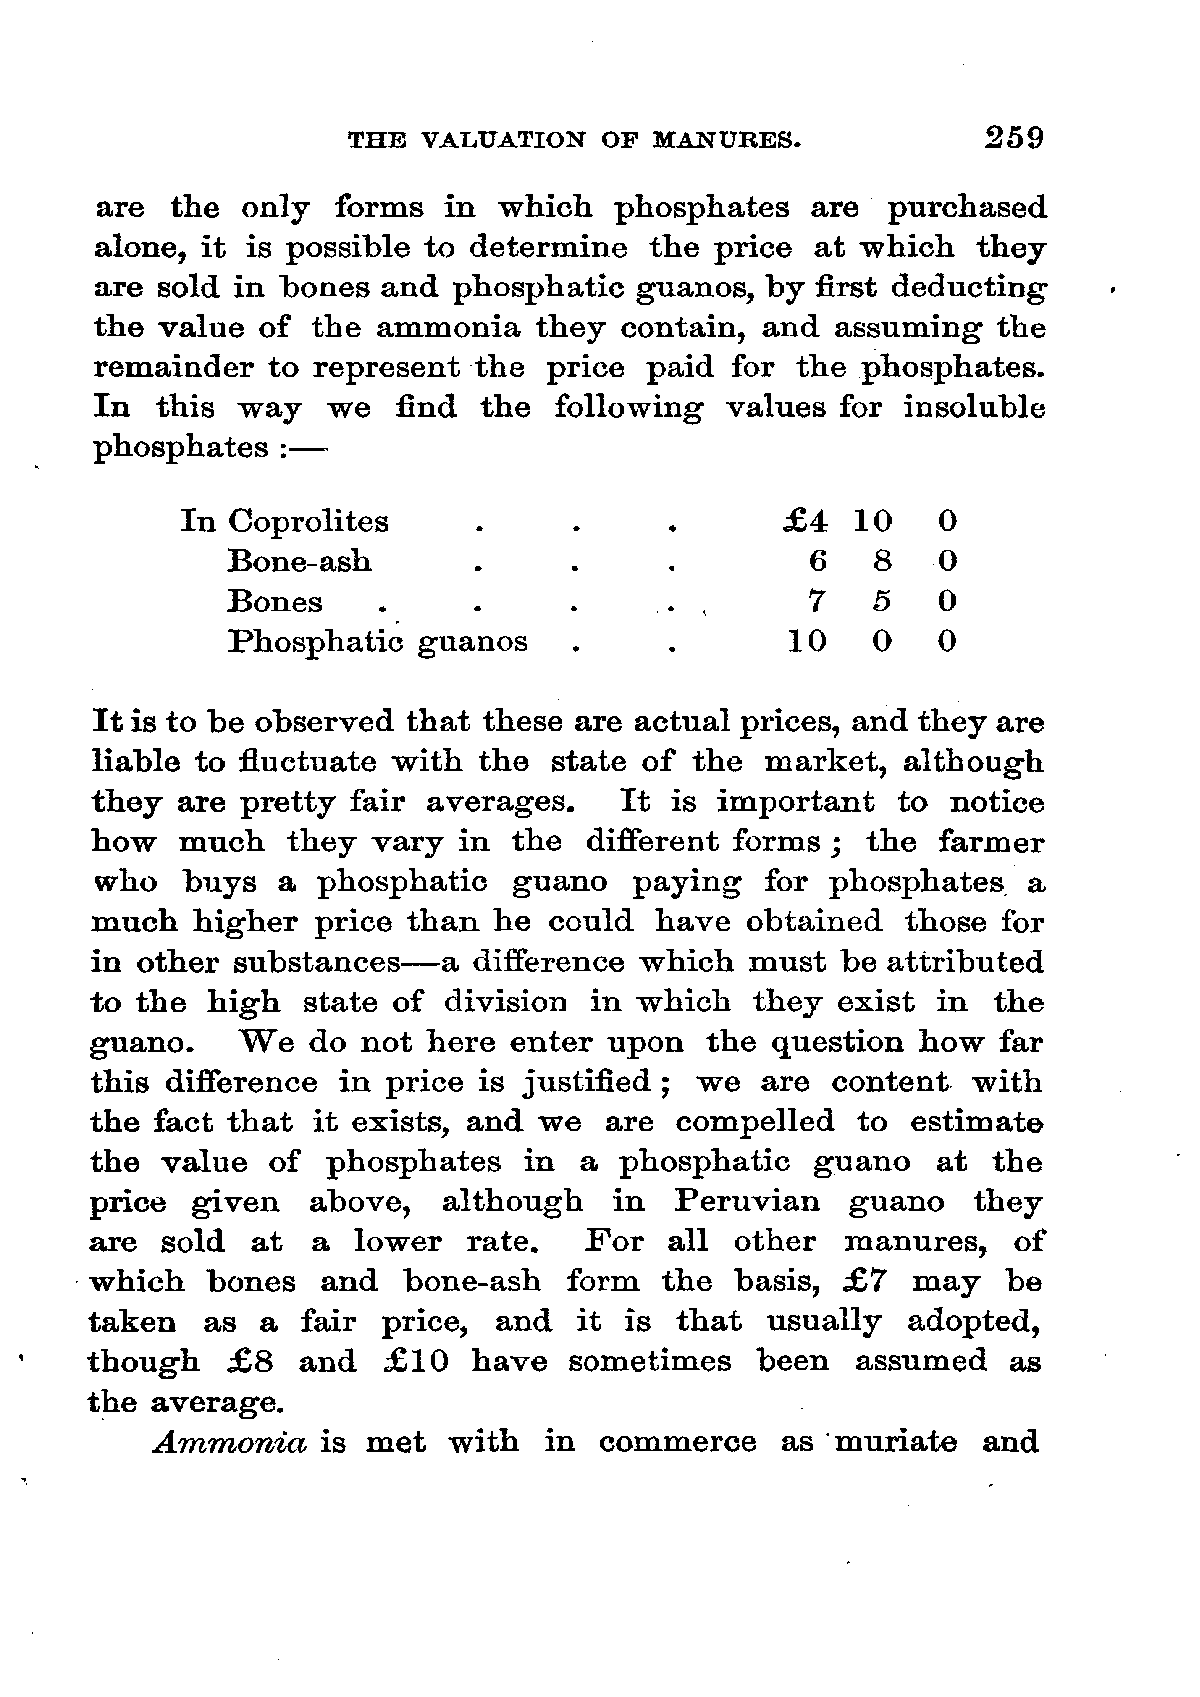 THE VALUATION OF MANURES. 259
are the only forms in which phosphates are purchased
alone, it is possible to determine the price at which they
are sold in bones and phosphatic guanos, by first deducting
the value of the ammonia they contain, and assuming the
remainder to represent the price paid for the phosphates.
In this way we find the following values for insoluble
phosphates :—
In Coprolites . . . £4 10 0
Bone-ash . . . 6 8 0
Bones . . . . 7 5 0
Phosphatic guanos . . 10 0 0
It is to be observed that these are actual prices, and they are
liable to fluctuate with the state of the market, although
they are pretty fair averages. It is important to notice
how much they vary in the different forms ; the farmer
who buys a phosphatic guano paying for phosphates a
much higher price than he could have obtained those for
in other substances—a difference which must be attributed
to the high state of division in which they exist in the
guano. We do not here enter upon the question how far
this difference in price is justified ; we are content with
the fact that it exists, and we are compelled to estimate
the value of phosphates in a phosphatic guano at the
price given above, although in Peruvian guano they
are sold at a lower rate. For all other manures, of
which bones and bone-ash form the basis, £7 may be
taken as a fair price, and it is that usually adopted,
though £8 and £10 have sometimes been assumed as
the average.
Ammonia is met with in commerce as muriate and